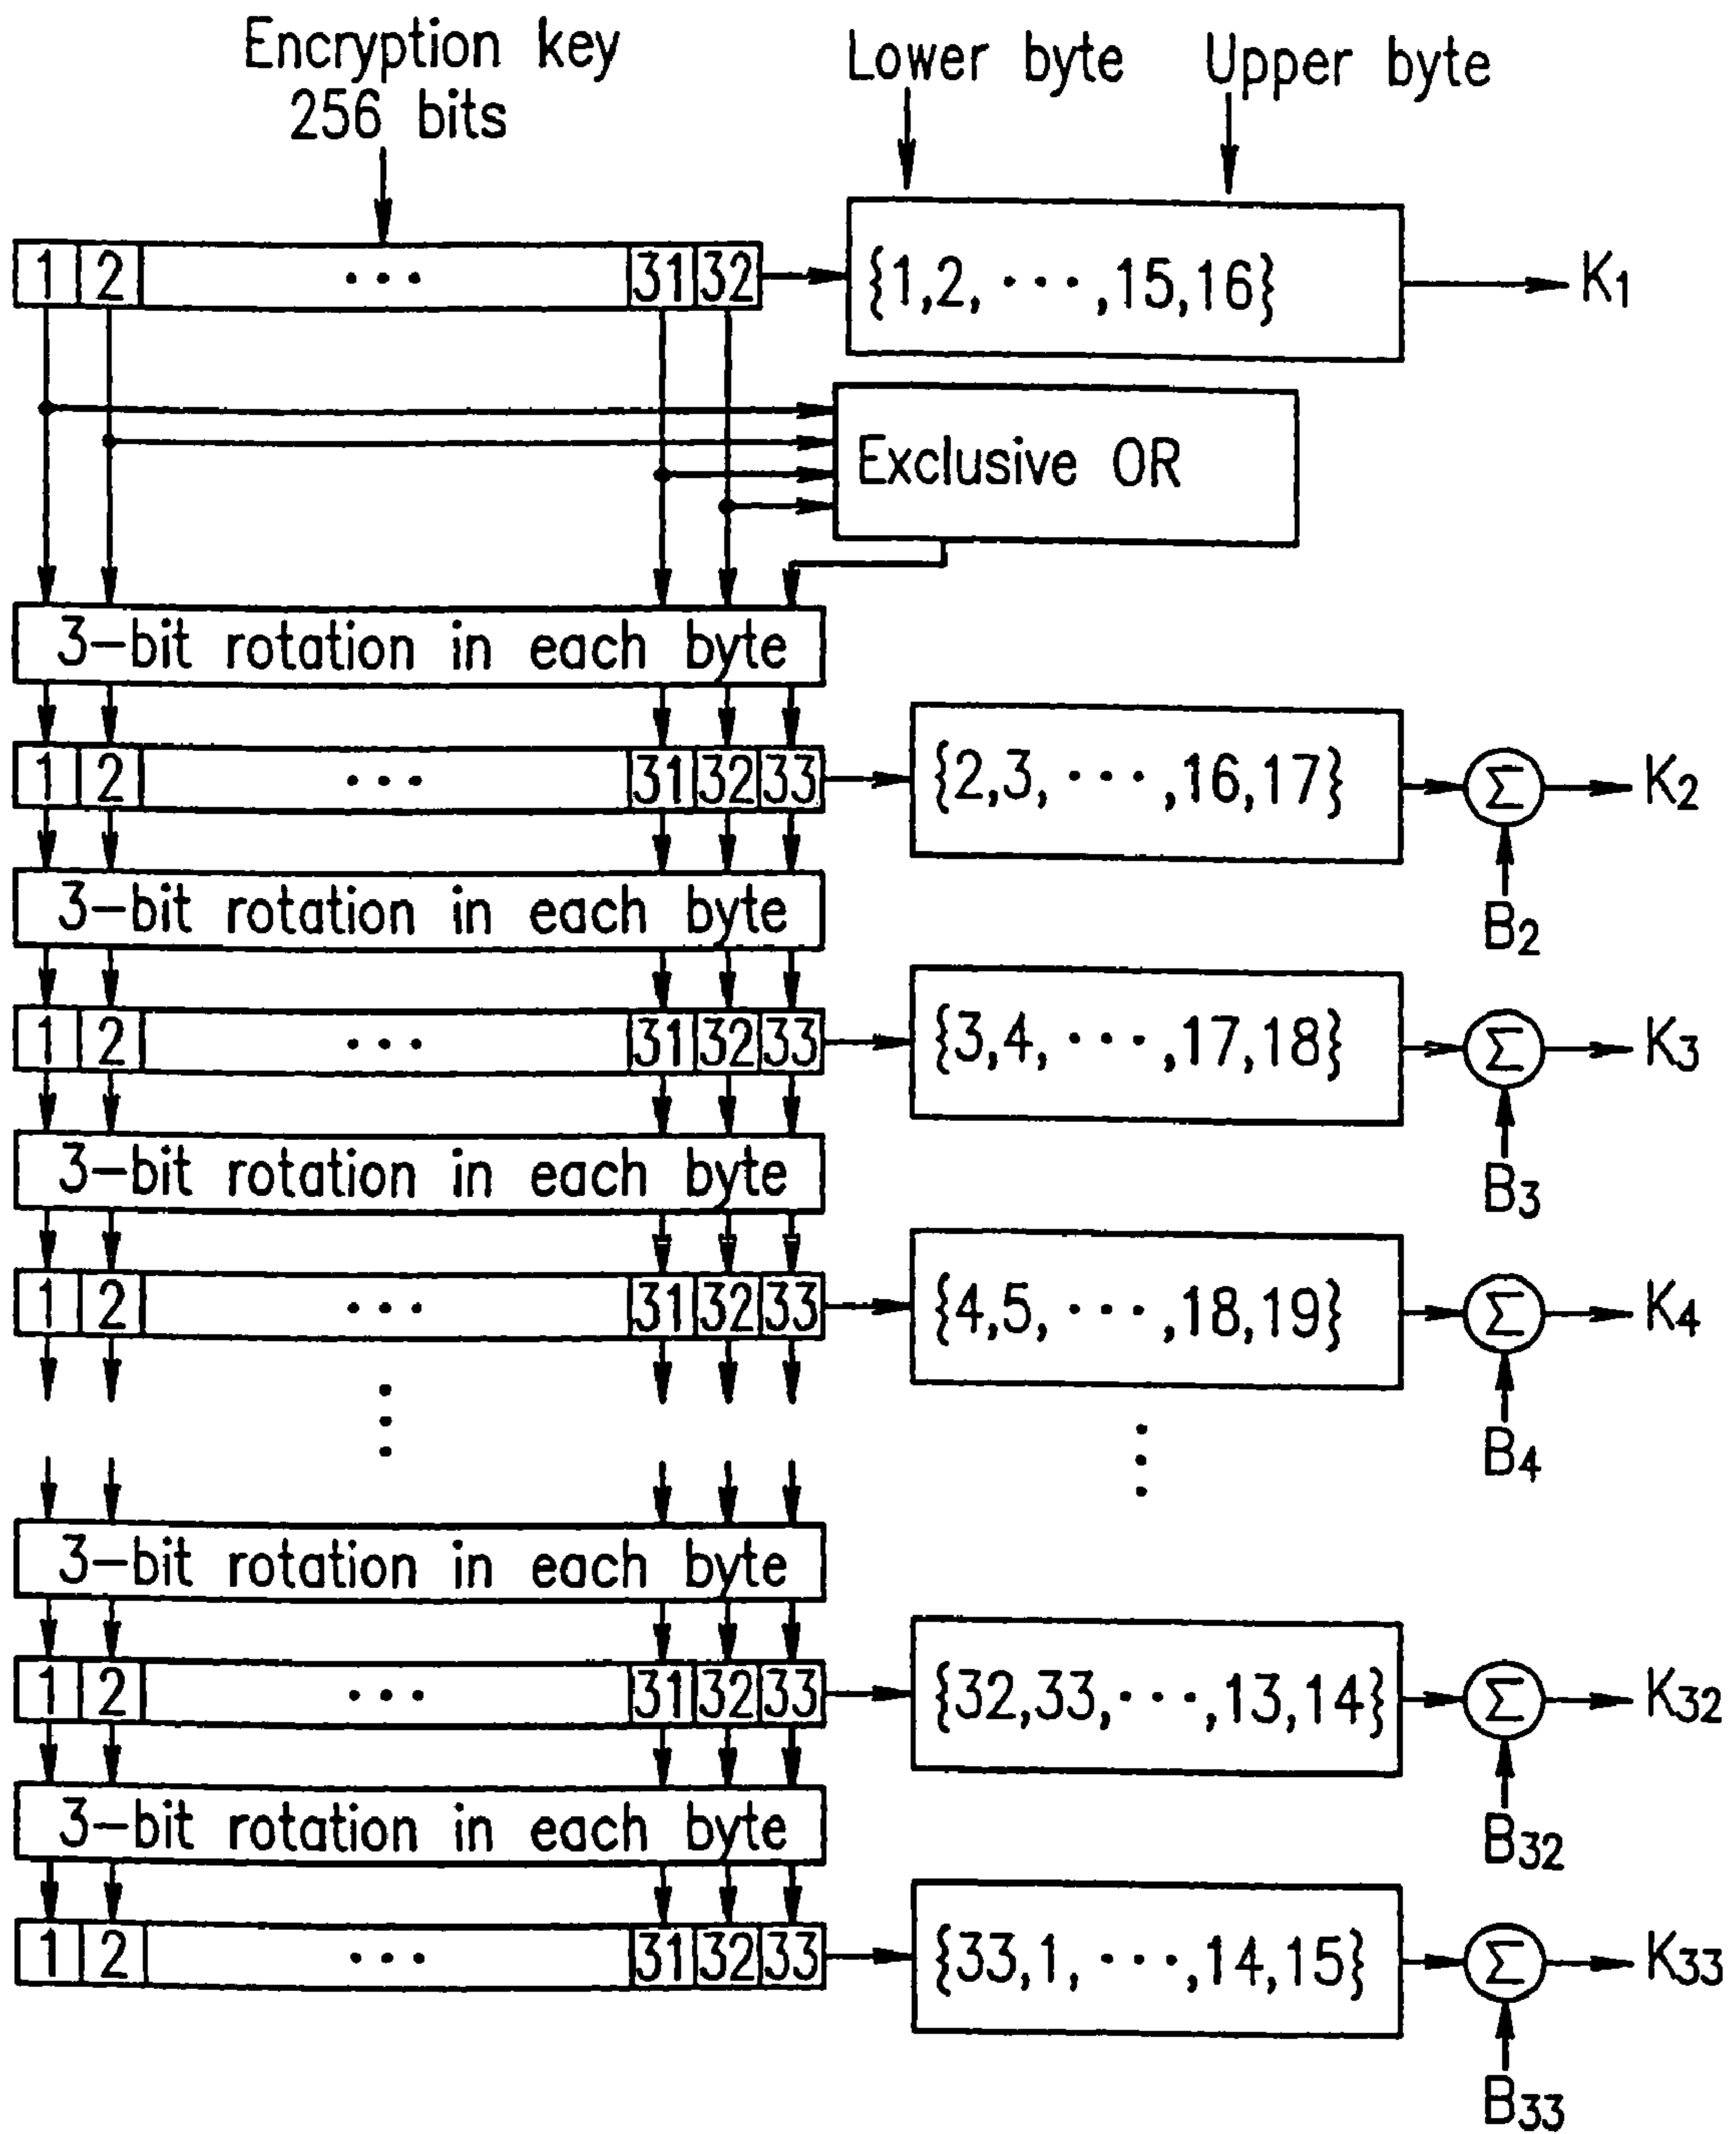 Encryption key
256 bits
Lower byte
Upper byte
1 2 ··· 31 32
{1,2, ··· ,15,16}
K1
Exclusive OR
3-bit rotation in each byte
1 2 ··· 31 32 33
{2,3, ··· ,16,17}
Σ
K2
B2
3-bit rotation in each byte
1 2 ··· 31 32 33
{3,4, ··· ,17,18}
Σ
K3
B3
3-bit rotation in each byte
1 2 ··· 31 32 33
{4,5, ··· ,18,19}
Σ
K4
B4
3-bit rotation in each byte
1 2 ··· 31 32 33
{32,33, ··· ,13,14}
Σ
K32
B32
3-bit rotation in each byte
1 2 ··· 31 32 33
{33,1, ··· ,14,15}
Σ
K33
B33